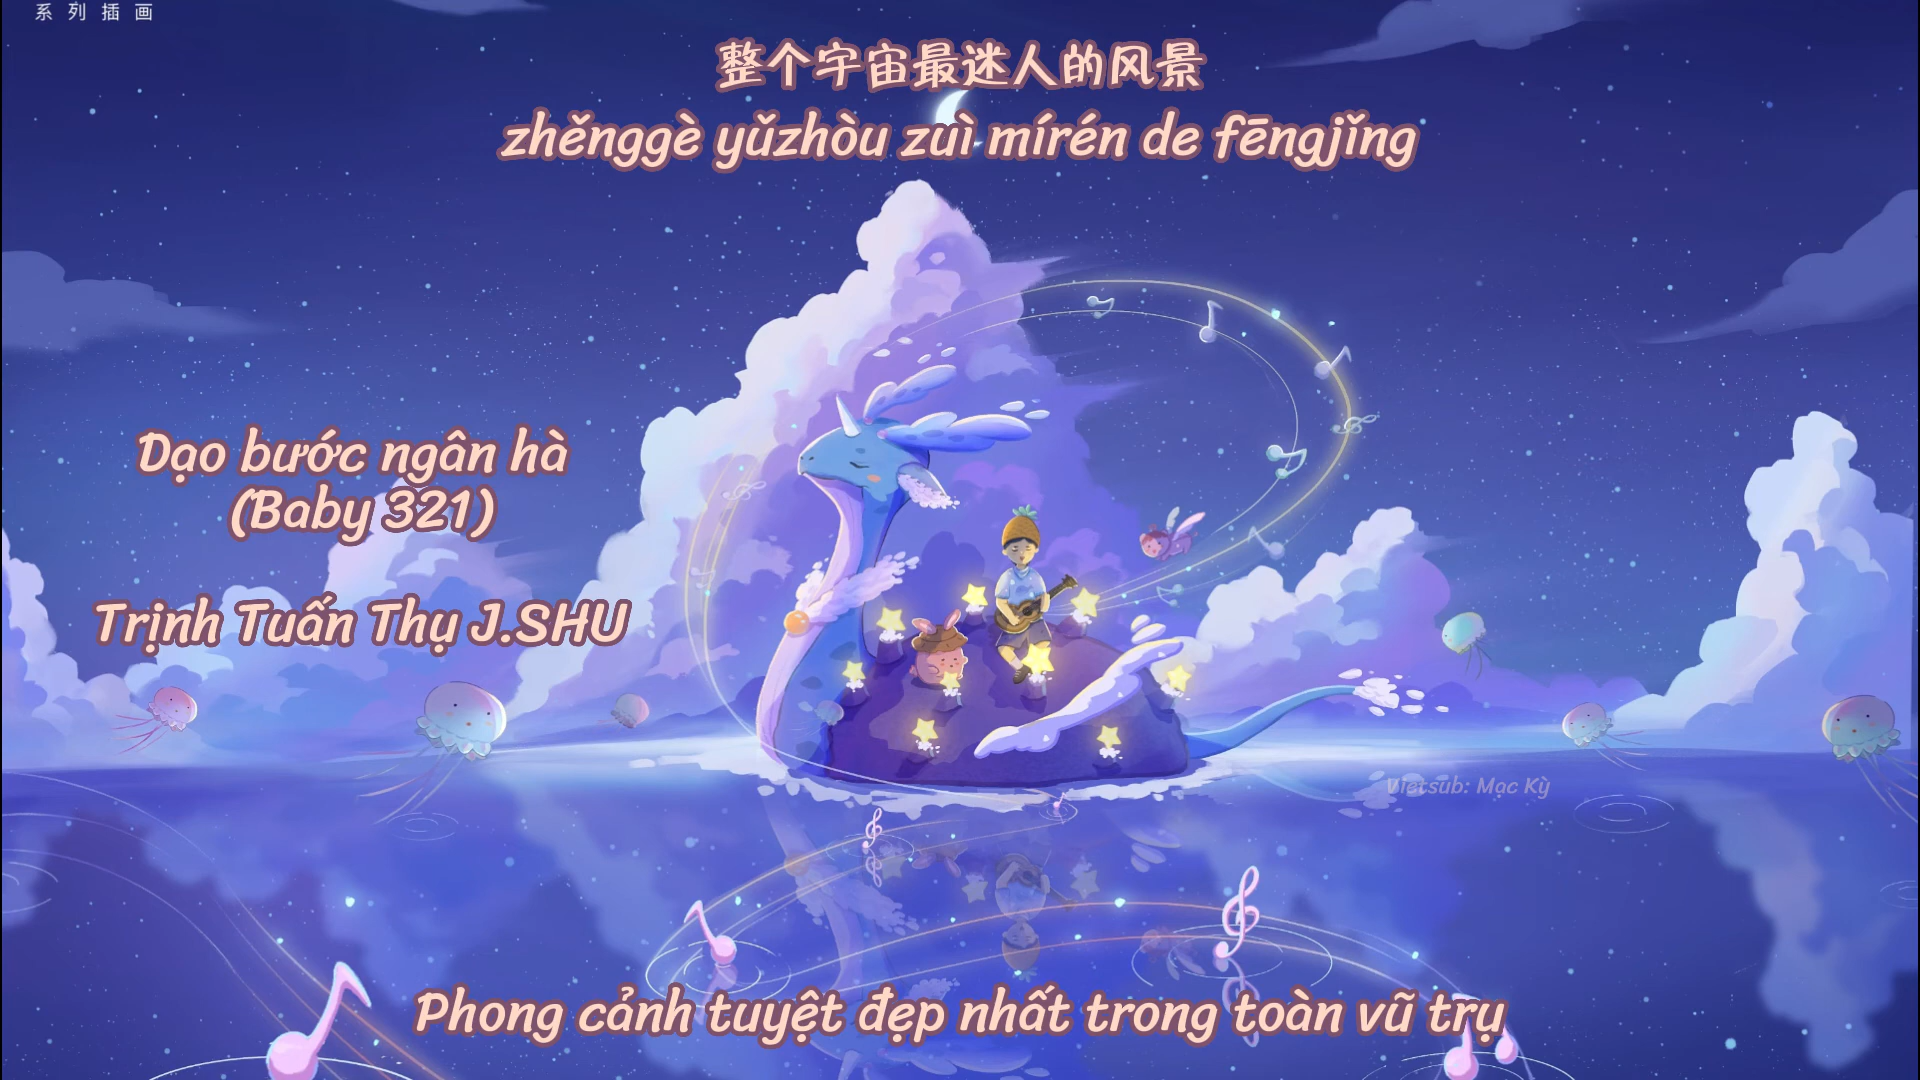 系列插画
整个宇宙最迷人的风景
zhěnggè yǔzhòu zuì mírén de fēngjǐng
Dạo bước ngân hà
(Baby 321)
Trịnh Tuấn Thụ J.SHU
Vietsub: Mạc Kỳ
Phong cảnh tuyệt đẹp nhất trong toàn vũ trụ